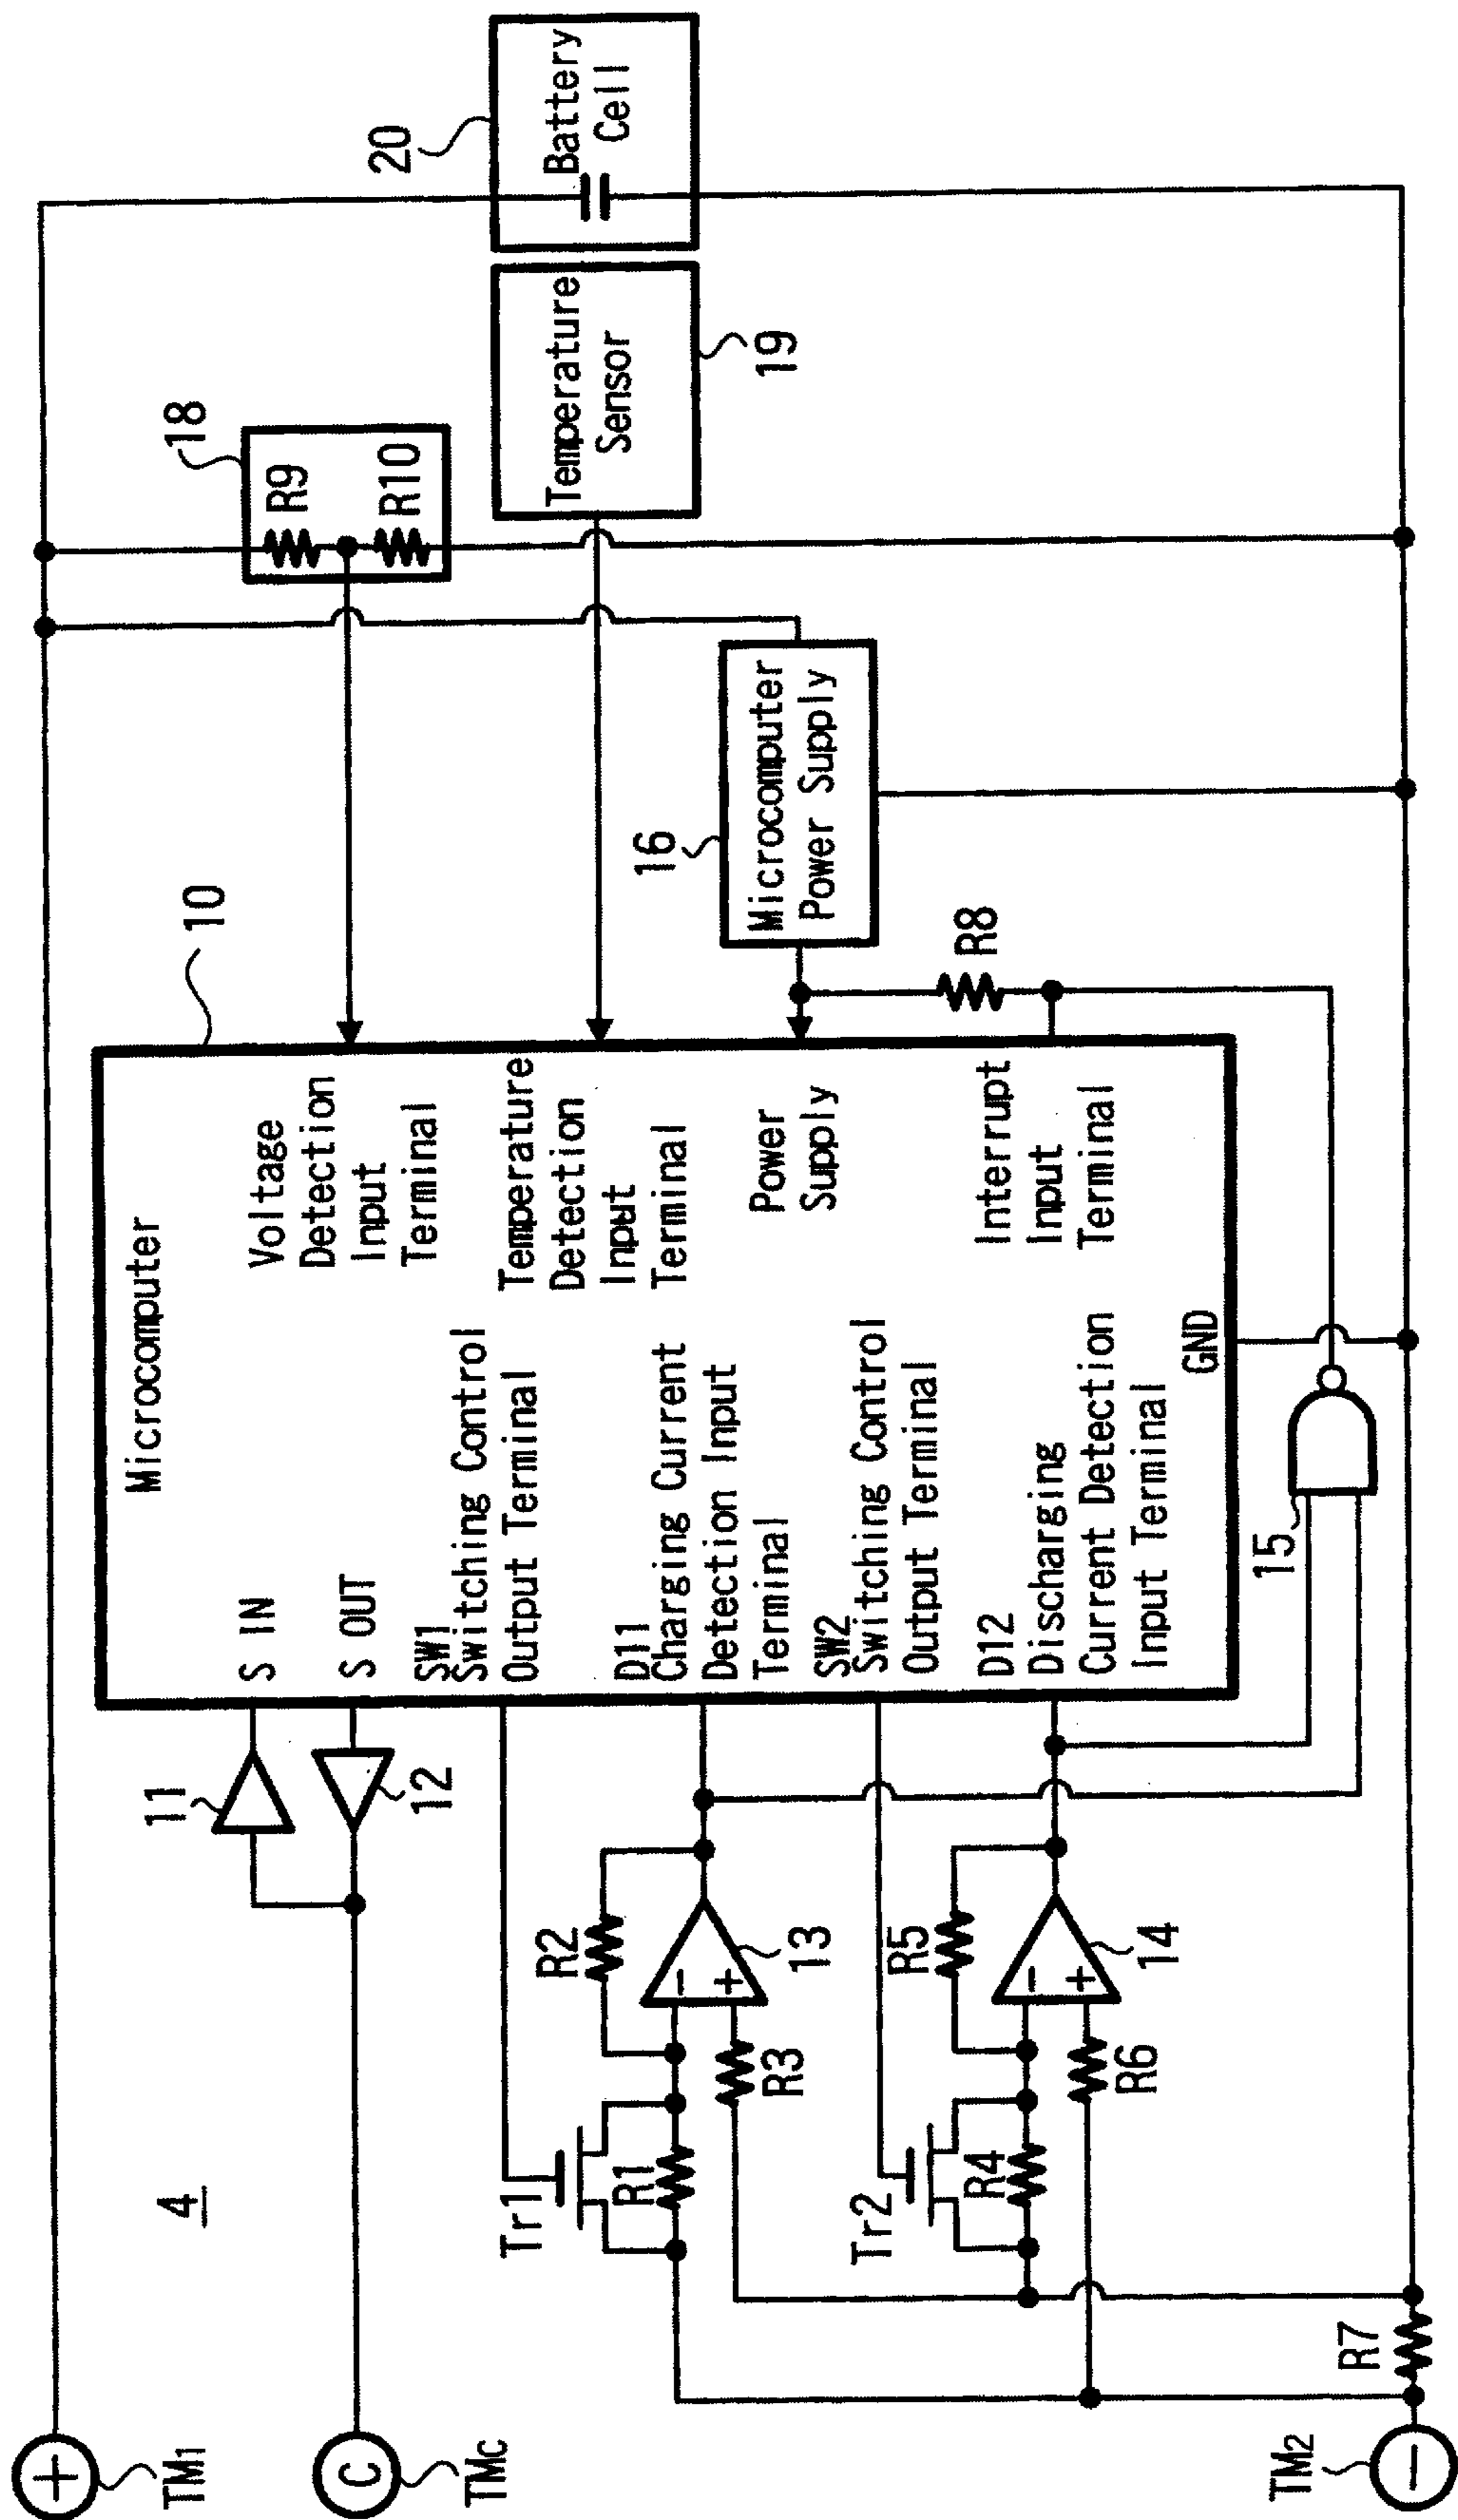 4
+
TM1
C
TMC
−
TM2
11
12
10
Microcomputer
S IN
S OUT
SW1
Switching Control
Output Terminal
D11
Charging Current
Detection Input
Terminal
SW2
Switching Control
Output Terminal
D12
Discharging
Current Detection
Input Terminal
GND
Voltage
Detection
Input
Terminal
Temperature
Detection
Input
Terminal
Power
Supply
Interrupt
Input
Terminal
Tr1
R1
R2
R3
−
+
13
Tr2
R4
R5
R6
−
+
14
R7
15
R8
16
Microcomputer
Power Supply
18
R9
R10
Temperature
Sensor
19
20
Battery
Cell